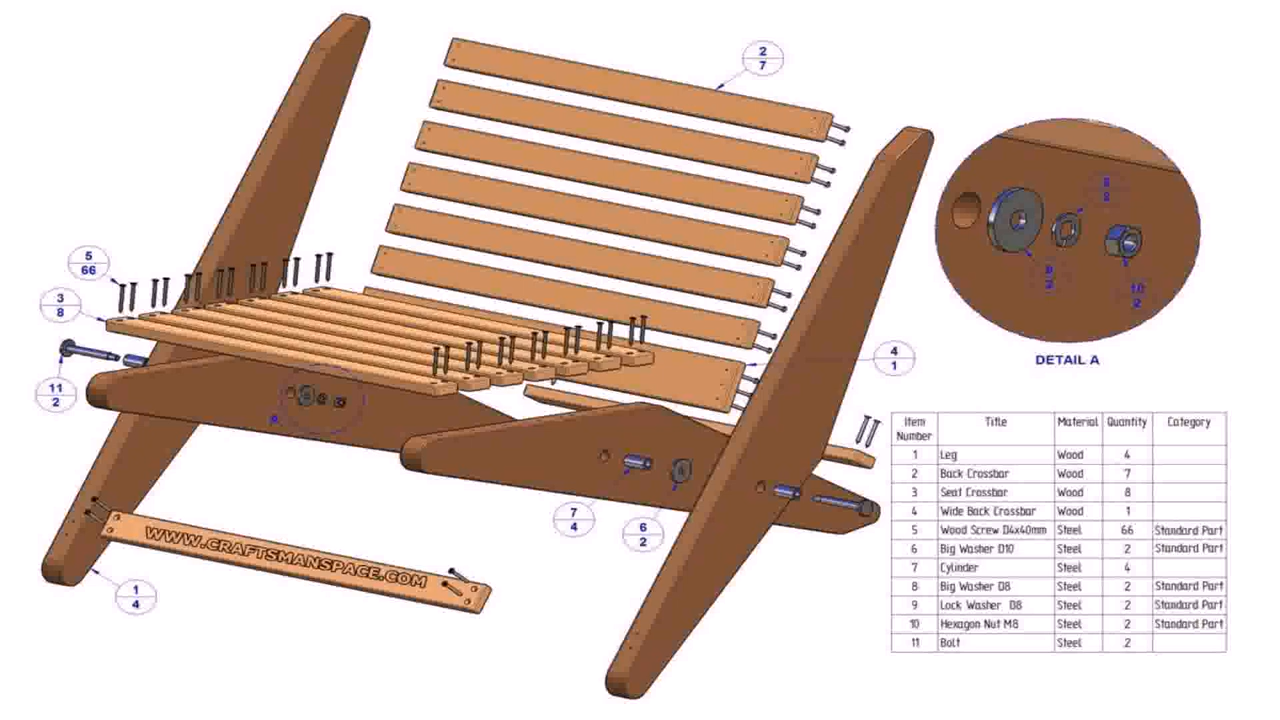 2
7
5
66
3
8
11
2
4
1
7
4
6
2
1
4
10
2
DETAIL A
WWW.CRAFTSMANSPACE.COM
Item Number Title Material Quantity Category
1 Leg Wood 4
2 Back Crossbar Wood 7
3 Seat Crossbar Wood 8
4 Wide Back Crossbar Wood 1
5 Wood Screw D4x40mm Steel 66 Standard Part
6 Big Washer D10 Steel 2 Standard Part
7 Cylinder Steel 4
8 Big Washer D8 Steel 2 Standard Part
9 Lock Washer D8 Steel 2 Standard Part
10 Hexagon Nut M8 Steel 2 Standard Part
11 Bolt Steel 2